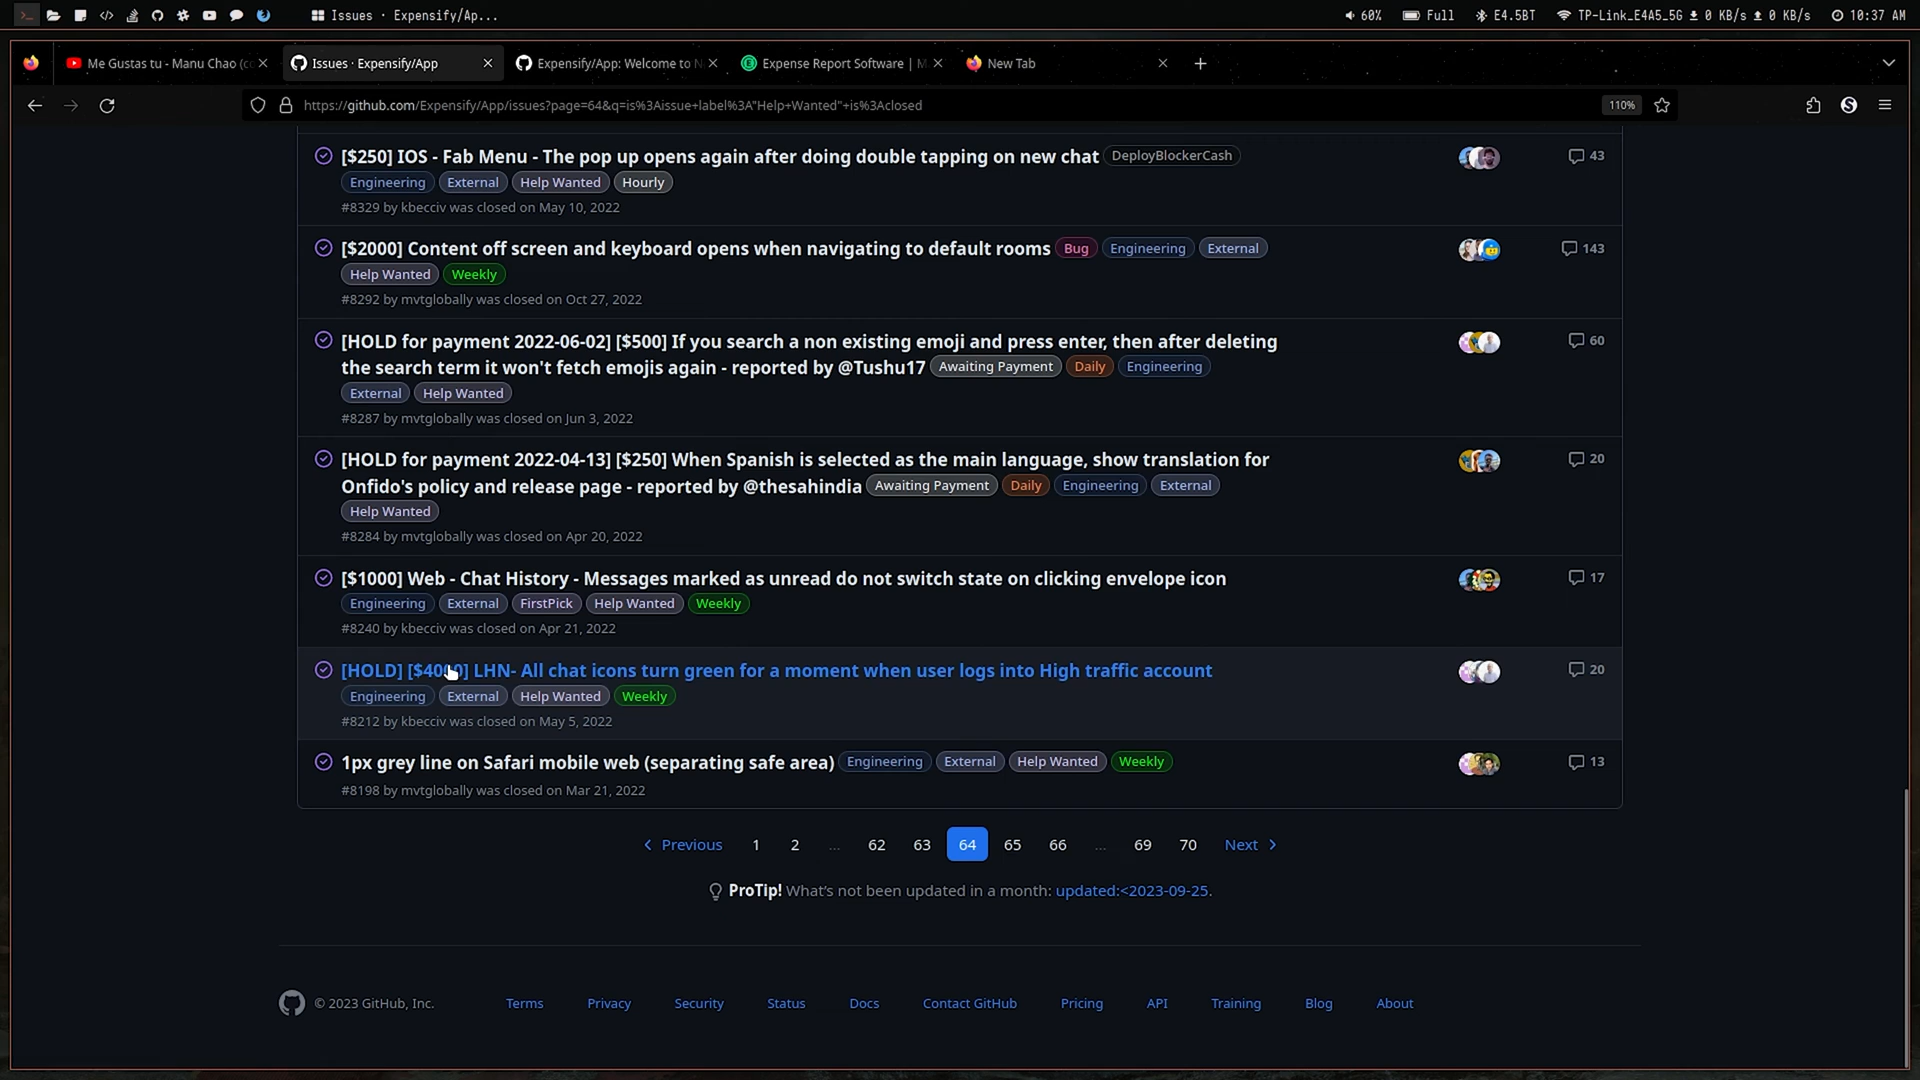 Issues · Expensify/Ap...
60%
Full
E4.5BT
TP-Link_E4A5_5G
0 KB/s
0 KB/s
10:37 AM
Me Gustas tu - Manu Chao (c
Issues · Expensify/App
Expensify/App: Welcome to N
Expense Report Software | M
New Tab
https://github.com/Expensify/App/issues?page=64&q=is%3Aissue+label%3A"Help+Wanted"+is%3Aclosed
110%
[$250] IOS - Fab Menu - The pop up opens again after doing double tapping on new chat DeployBlockerCash
43
Engineering External Help Wanted Hourly
#8329 by kbecciv was closed on May 10, 2022
[$2000] Content off screen and keyboard opens when navigating to default rooms Bug Engineering External
143
Help Wanted Weekly
#8292 by mvtglobally was closed on Oct 27, 2022
[HOLD for payment 2022-06-02] [$500] If you search a non existing emoji and press enter, then after deleting
60
the search term it won't fetch emojis again - reported by @Tushu17 Awaiting Payment Daily Engineering
External Help Wanted
#8287 by mvtglobally was closed on Jun 3, 2022
[HOLD for payment 2022-04-13] [$250] When Spanish is selected as the main language, show translation for
20
Onfido's policy and release page - reported by @thesahindia Awaiting Payment Daily Engineering External
Help Wanted
#8284 by mvtglobally was closed on Apr 20, 2022
[$1000] Web - Chat History - Messages marked as unread do not switch state on clicking envelope icon
17
Engineering External FirstPick Help Wanted Weekly
#8240 by kbecciv was closed on Apr 21, 2022
[HOLD] [$4000] LHN- All chat icons turn green for a moment when user logs into High traffic account
20
Engineering External Help Wanted Weekly
#8212 by kbecciv was closed on May 5, 2022
1px grey line on Safari mobile web (separating safe area) Engineering External Help Wanted Weekly
13
#8198 by mvtglobally was closed on Mar 21, 2022
Previous 1 2 ... 62 63 64 65 66 ... 69 70 Next
ProTip! What's not been updated in a month: updated:<2023-09-25.
© 2023 GitHub, Inc.
Terms
Privacy
Security
Status
Docs
Contact GitHub
Pricing
API
Training
Blog
About